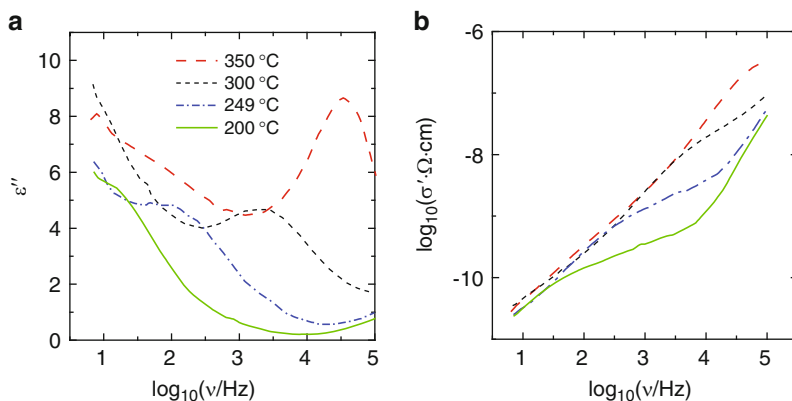 a
10
8
6
4
2
0
ε″
350 °C
300 °C
249 °C
200 °C
1 2 3 4 5
log10(ν/Hz)
b
-6
-8
-10
log10(σ′·Ω·cm)
1 2 3 4 5
log10(ν/Hz)